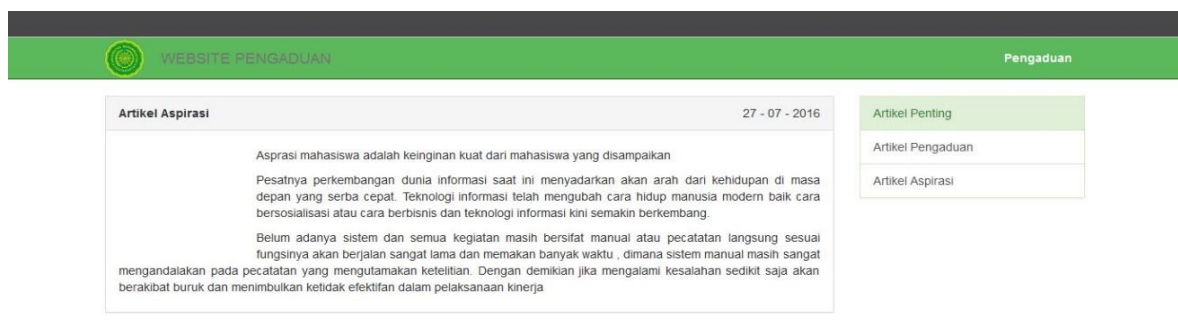 WEBSITE PENGADUAN
Pengaduan
Artikel Aspirasi
27 - 07 - 2016
Asprasi mahasiswa adalah keinginan kuat dari mahasiswa yang disampaikan
Pesatnya perkembangan dunia informasi saat ini menyadarkan akan arah dari kehidupan di masa
depan yang serba cepat. Teknologi informasi telah mengubah cara hidup manusia modern baik cara
bersosialisasi atau cara berbisnis dan teknologi informasi kini semakin berkembang.
Belum adanya sistem dan semua kegiatan masih bersifat manual atau pecatatan langsung sesuai
fungsinya akan berjalan sangat lama dan memakan banyak waktu , dimana sistem manual masih sangat
mengandalakan pada pecatatan yang mengutamakan ketelitian. Dengan demikian jika mengalami kesalahan sedikit saja akan
berakibat buruk dan menimbulkan ketidak efektifan dalam pelaksanaan kinerja
Artikel Penting
Artikel Pengaduan
Artikel Aspirasi